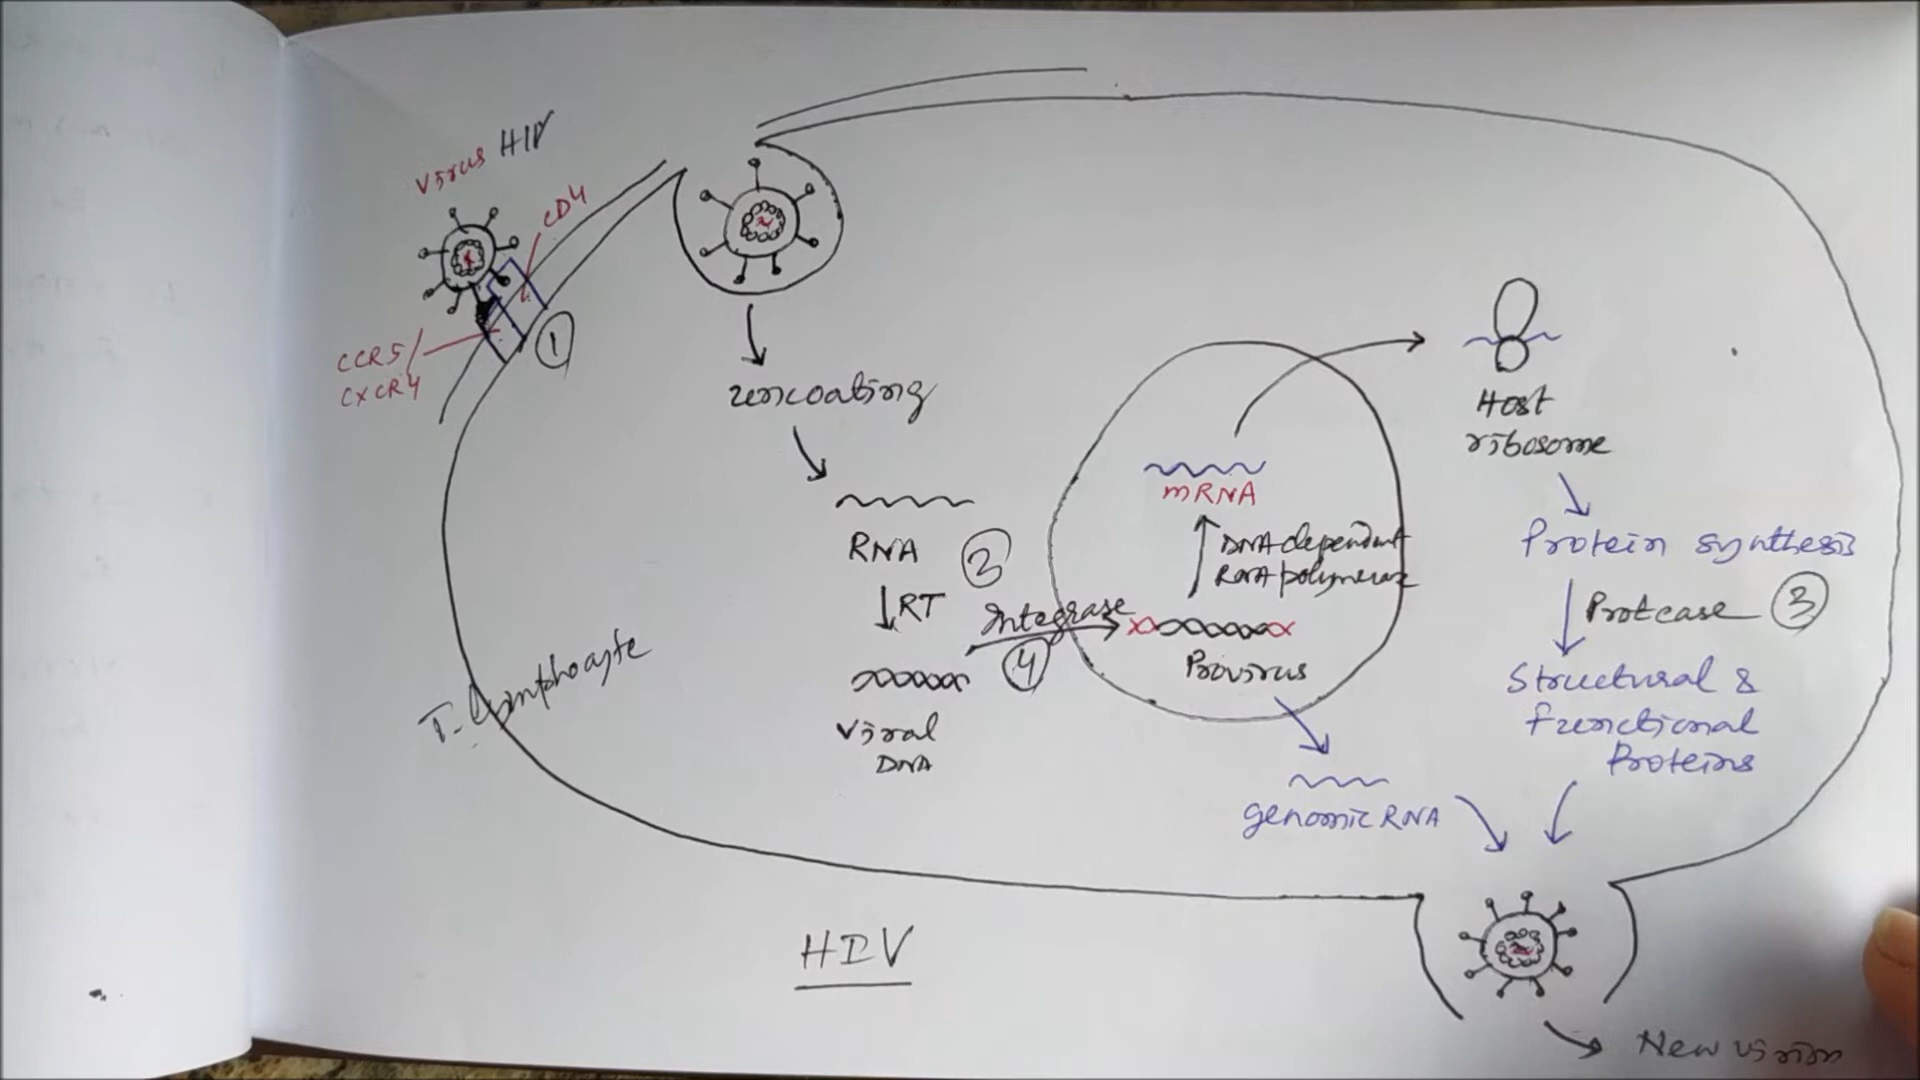 Virus HIV
CD4
CCR5/
CXCR4
1
uncoating
RNA
2
RT
Integrase
4
Viral
DNA
T-Lymphocyte
mRNA
DNA dependent
RNA polymerase
Provirus
genomic RNA
Host
ribosome
Protein synthesis
Protease 3
Structural &
functional
Proteins
HIV
New virion